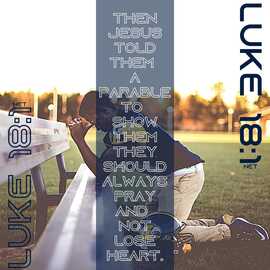 LUKE 18:1
THEN
JESUS
TOLD
THEM
A
PARABLE
TO
SHOW
THEM
THEY
SHOULD
ALWAYS
PRAY
AND
NOT
LOSE
HEART.
LUKE 18:1
NET